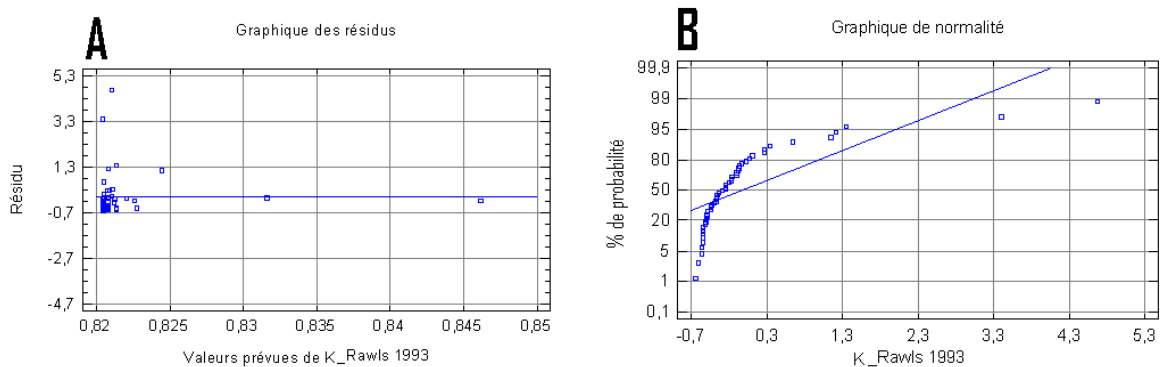 A
Graphique des résidus
Résidu
5,3
3,3
1,3
-0,7
-2,7
-4,7
0,82 0,825 0,83 0,835 0,84 0,845 0,85
Valeurs prévues de K_Rawls 1993
B
Graphique de normalité
% de probabilité
99,9
99
95
80
50
20
5
1
0,1
-0,7 0,3 1,3 2,3 3,3 4,3 5,3
K_Rawls 1993